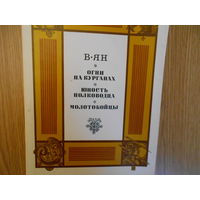 В·ЯН
ОГНИ
НА КУРГАНАХ
ЮНОСТЬ
ПОЛКОВОДЦА
МОЛОТОБОЙЦЫ